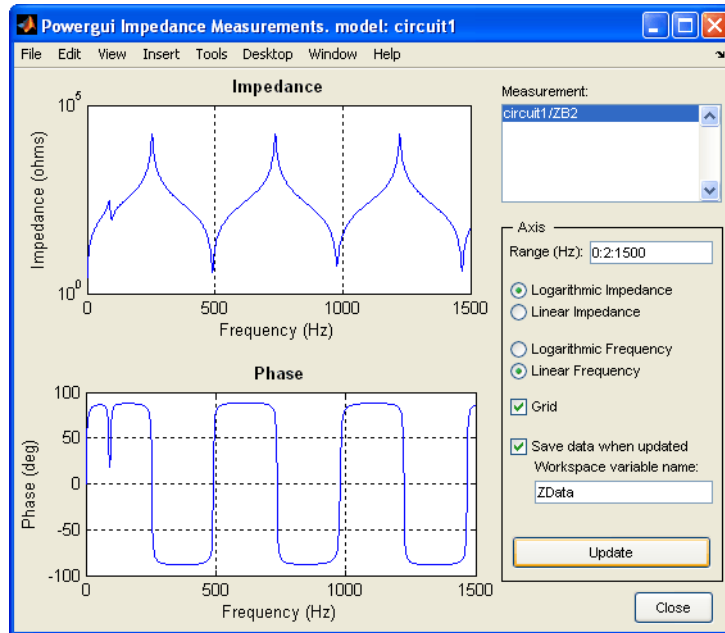 Powergui Impedance Measurements. model: circuit1
File Edit View Insert Tools Desktop Window Help
Impedance
10^5
10^0
Impedance (ohms)
0 500 1000 1500
Frequency (Hz)
Phase
100
50
0
-50
-100
Phase (deg)
0 500 1000 1500
Frequency (Hz)
Measurement:
circuit1/ZB2
Axis
Range (Hz): 0:2:1500
Logarithmic Impedance
Linear Impedance
Logarithmic Frequency
Linear Frequency
Grid
Save data when updated
Workspace variable name:
ZData
Update
Close